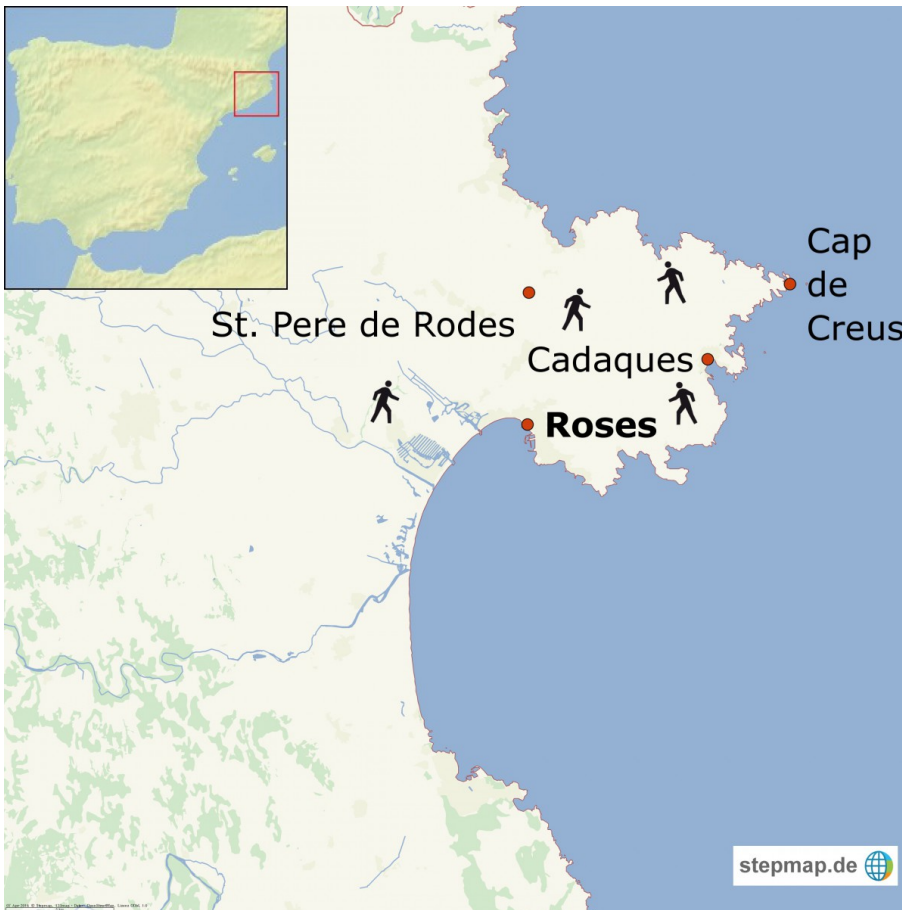 Cap
de
Creus
St. Pere de Rodes
Cadaques
Roses
stepmap.de